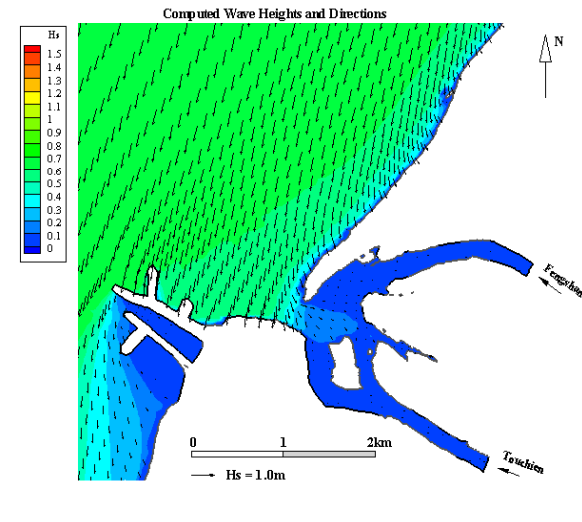 Computed Wave Heights and Directions
Hs
1.5
1.4
1.3
1.2
1.1
1
0.9
0.8
0.7
0.6
0.5
0.4
0.3
0.2
0.1
0
N
Fengshan
Touchien
0 1 2km
Hs = 1.0m